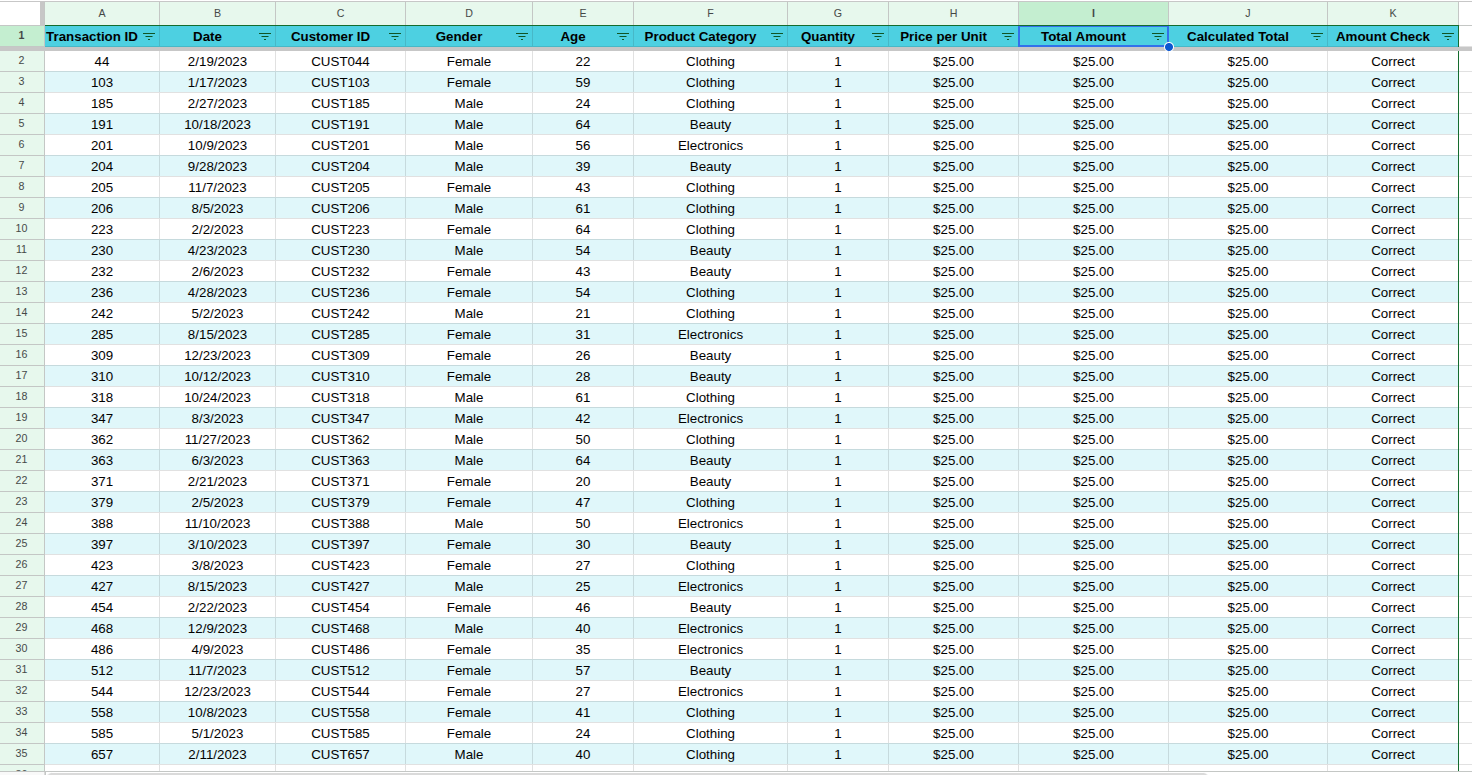 A B C D E F G H I J K
1 Transaction ID Date Customer ID Gender Age Product Category Quantity Price per Unit Total Amount Calculated Total Amount Check
2 44 2/19/2023 CUST044 Female 22 Clothing 1 $25.00 $25.00 $25.00 Correct
3 103 1/17/2023 CUST103 Female 59 Clothing 1 $25.00 $25.00 $25.00 Correct
4 185 2/27/2023 CUST185 Male 24 Clothing 1 $25.00 $25.00 $25.00 Correct
5 191 10/18/2023 CUST191 Male 64 Beauty 1 $25.00 $25.00 $25.00 Correct
6 201 10/9/2023 CUST201 Male 56 Electronics 1 $25.00 $25.00 $25.00 Correct
7 204 9/28/2023 CUST204 Male 39 Beauty 1 $25.00 $25.00 $25.00 Correct
8 205 11/7/2023 CUST205 Female 43 Clothing 1 $25.00 $25.00 $25.00 Correct
9 206 8/5/2023 CUST206 Male 61 Clothing 1 $25.00 $25.00 $25.00 Correct
10 223 2/2/2023 CUST223 Female 64 Clothing 1 $25.00 $25.00 $25.00 Correct
11 230 4/23/2023 CUST230 Male 54 Beauty 1 $25.00 $25.00 $25.00 Correct
12 232 2/6/2023 CUST232 Female 43 Beauty 1 $25.00 $25.00 $25.00 Correct
13 236 4/28/2023 CUST236 Female 54 Clothing 1 $25.00 $25.00 $25.00 Correct
14 242 5/2/2023 CUST242 Male 21 Clothing 1 $25.00 $25.00 $25.00 Correct
15 285 8/15/2023 CUST285 Female 31 Electronics 1 $25.00 $25.00 $25.00 Correct
16 309 12/23/2023 CUST309 Female 26 Beauty 1 $25.00 $25.00 $25.00 Correct
17 310 10/12/2023 CUST310 Female 28 Beauty 1 $25.00 $25.00 $25.00 Correct
18 318 10/24/2023 CUST318 Male 61 Clothing 1 $25.00 $25.00 $25.00 Correct
19 347 8/3/2023 CUST347 Male 42 Electronics 1 $25.00 $25.00 $25.00 Correct
20 362 11/27/2023 CUST362 Male 50 Clothing 1 $25.00 $25.00 $25.00 Correct
21 363 6/3/2023 CUST363 Male 64 Beauty 1 $25.00 $25.00 $25.00 Correct
22 371 2/21/2023 CUST371 Female 20 Beauty 1 $25.00 $25.00 $25.00 Correct
23 379 2/5/2023 CUST379 Female 47 Clothing 1 $25.00 $25.00 $25.00 Correct
24 388 11/10/2023 CUST388 Male 50 Electronics 1 $25.00 $25.00 $25.00 Correct
25 397 3/10/2023 CUST397 Female 30 Beauty 1 $25.00 $25.00 $25.00 Correct
26 423 3/8/2023 CUST423 Female 27 Clothing 1 $25.00 $25.00 $25.00 Correct
27 427 8/15/2023 CUST427 Male 25 Electronics 1 $25.00 $25.00 $25.00 Correct
28 454 2/22/2023 CUST454 Female 46 Beauty 1 $25.00 $25.00 $25.00 Correct
29 468 12/9/2023 CUST468 Male 40 Electronics 1 $25.00 $25.00 $25.00 Correct
30 486 4/9/2023 CUST486 Female 35 Electronics 1 $25.00 $25.00 $25.00 Correct
31 512 11/7/2023 CUST512 Female 57 Beauty 1 $25.00 $25.00 $25.00 Correct
32 544 12/23/2023 CUST544 Female 27 Electronics 1 $25.00 $25.00 $25.00 Correct
33 558 10/8/2023 CUST558 Female 41 Clothing 1 $25.00 $25.00 $25.00 Correct
34 585 5/1/2023 CUST585 Female 24 Clothing 1 $25.00 $25.00 $25.00 Correct
35 657 2/11/2023 CUST657 Male 40 Clothing 1 $25.00 $25.00 $25.00 Correct